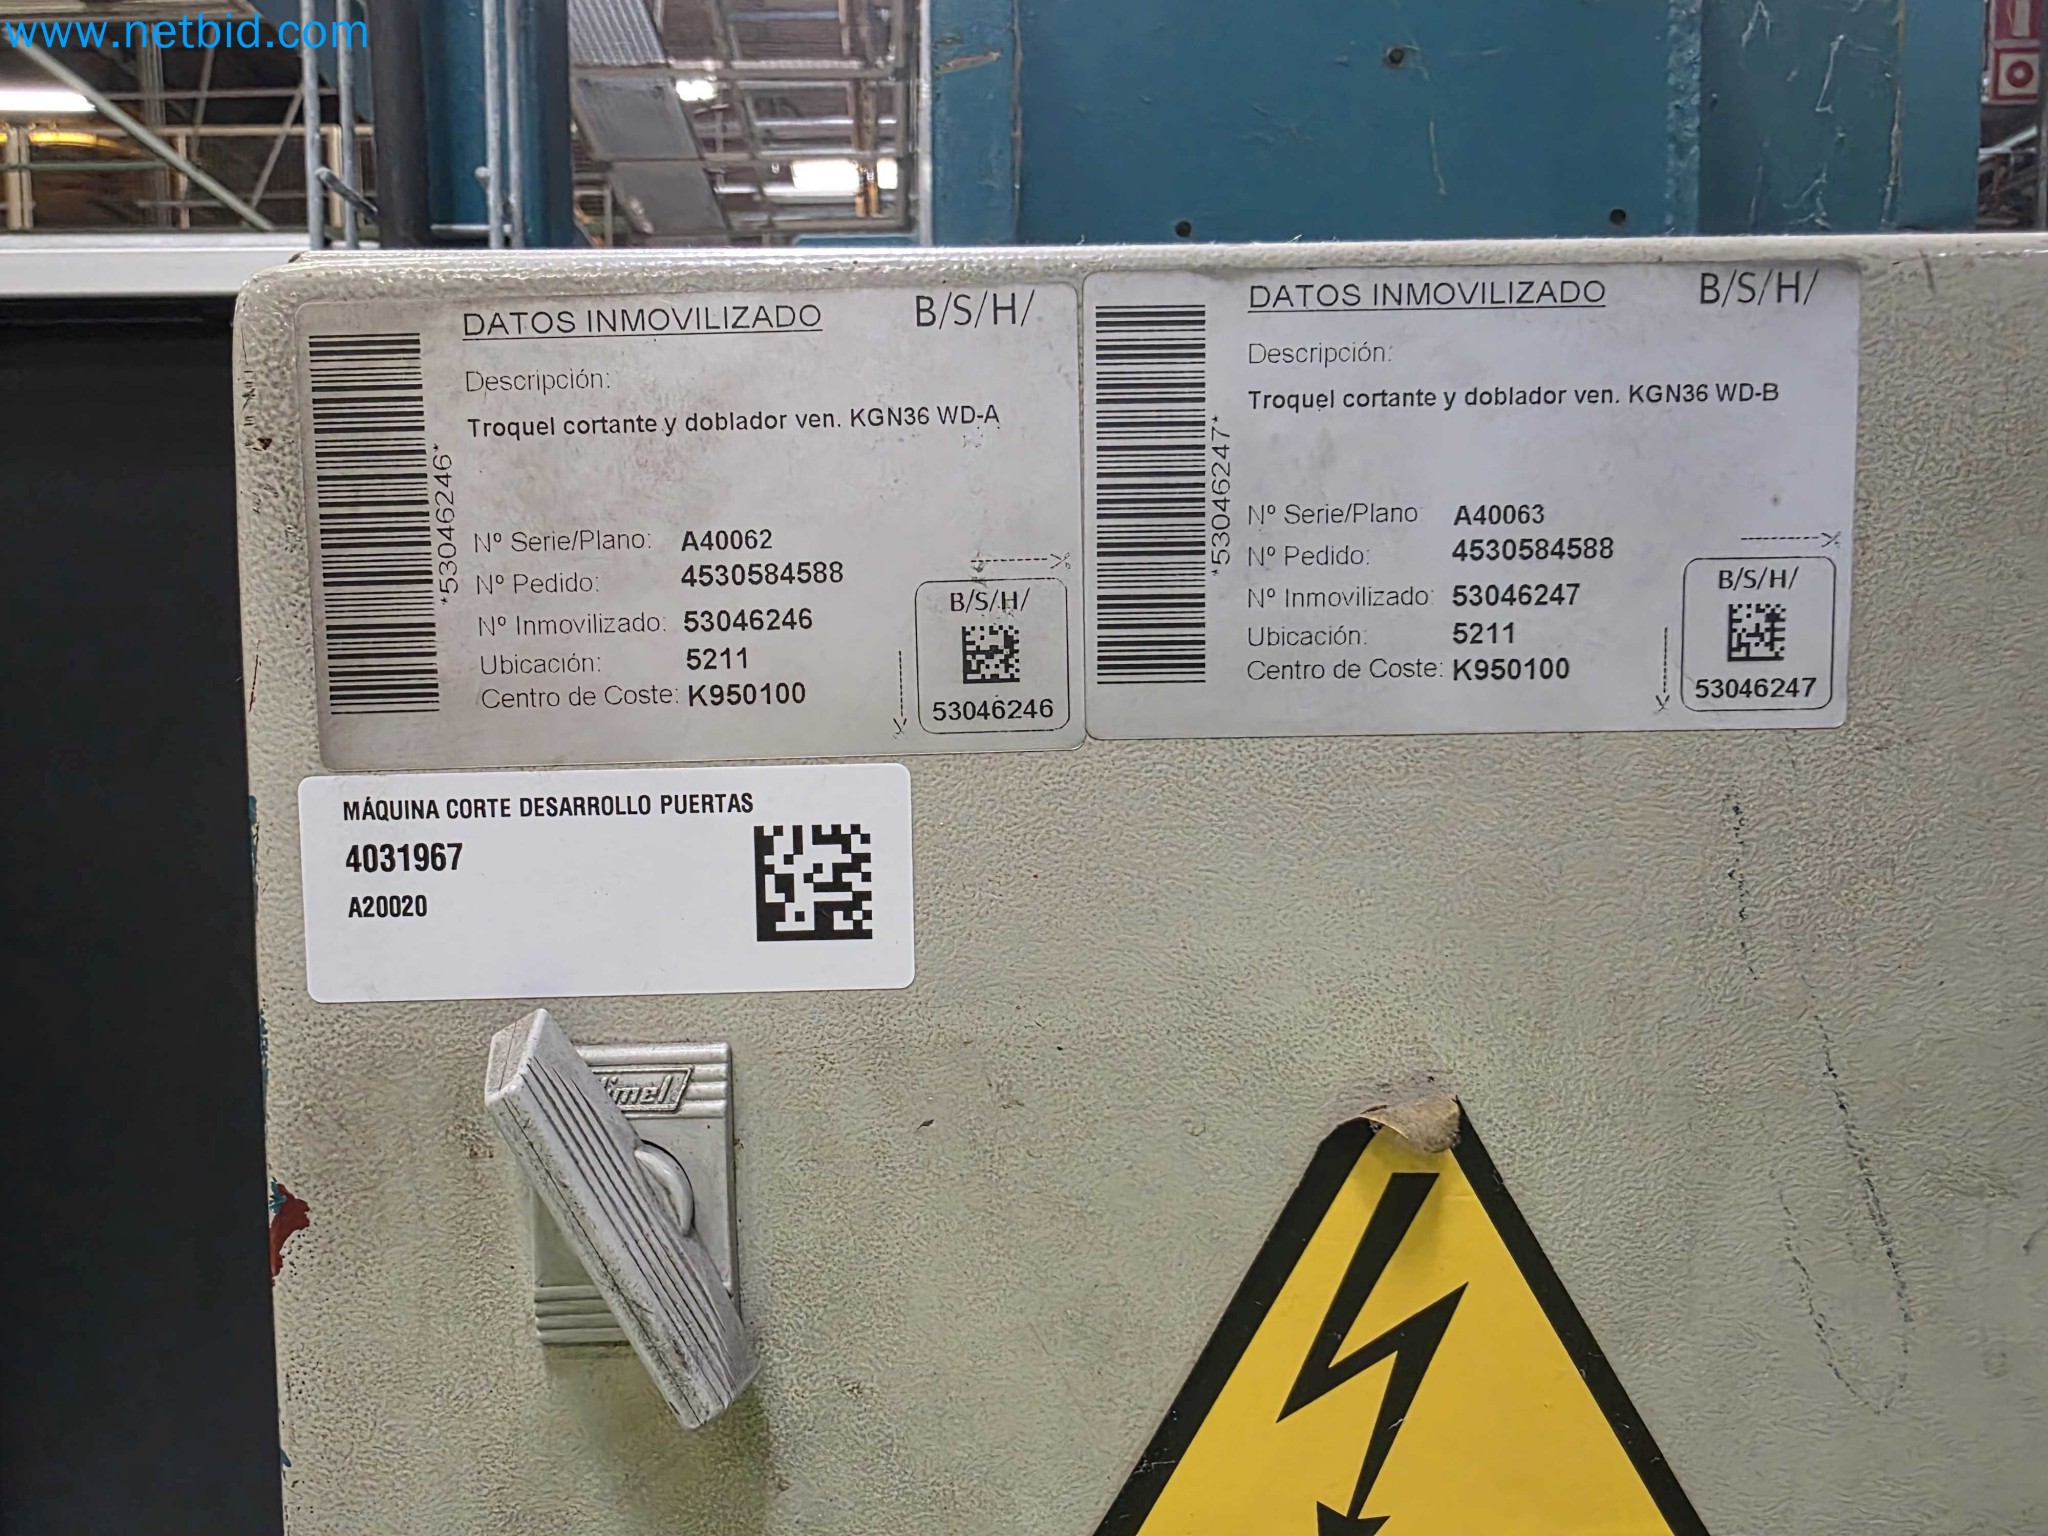 www.netbid.com
DATOS INMOVILIZADO B/S/H/
Descripción:
Troquel cortante y doblador ven. KGN36 WD-A
*53046246*
Nº Serie/Plano: A40062
Nº Pedido: 4530584588
Nº Inmovilizado: 53046246
Ubicación: 5211
Centro de Coste: K950100
B/S/H/
53046246
DATOS INMOVILIZADO B/S/H/
Descripción:
Troquel cortante y doblador ven. KGN36 WD-B
*53046247*
Nº Serie/Plano A40063
Nº Pedido: 4530584588
Nº Inmovilizado: 53046247
Ubicación: 5211
Centro de Coste: K950100
B/S/H/
53046247
MÁQUINA CORTE DESARROLLO PUERTAS
4031967
A20020